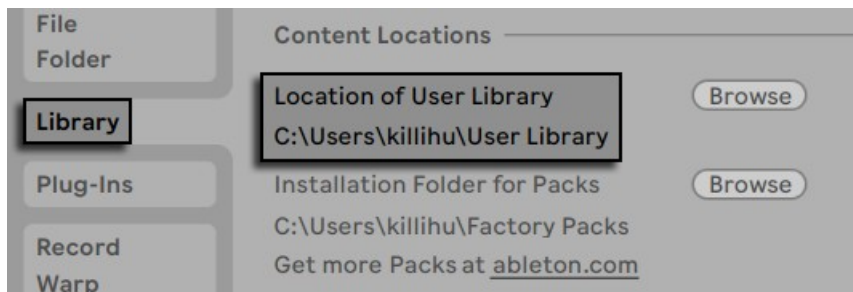 File
Folder
Library
Plug-Ins
Record
Warp
Content Locations
Location of User Library
Browse
C:\Users\killihu\User Library
Installation Folder for Packs
Browse
C:\Users\killihu\Factory Packs
Get more Packs at ableton.com